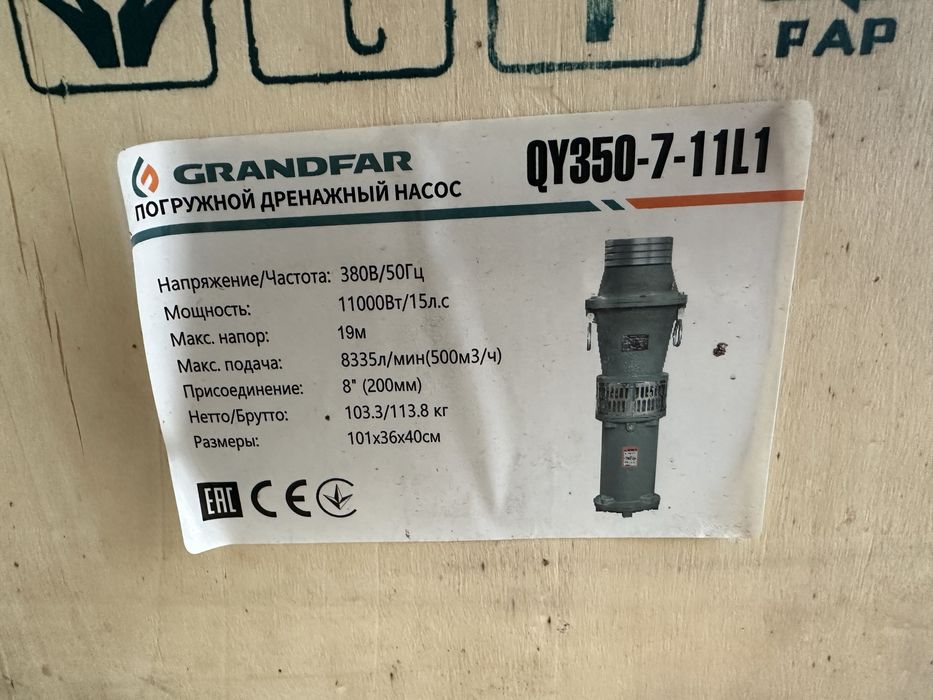 PAP
GRANDFAR
QY350-7-11L1
ПОГРУЖНОЙ ДРЕНАЖНЫЙ НАСОС
Напряжение/Частота: 380В/50Гц
Мощность: 11000Вт/15л.с
Макс. напор: 19м
Макс. подача: 8335л/мин(500м3/ч)
Присоединение: 8" (200мм)
Нетто/Брутто: 103.3/113.8 кг
Размеры: 101x36x40см
EAC CE